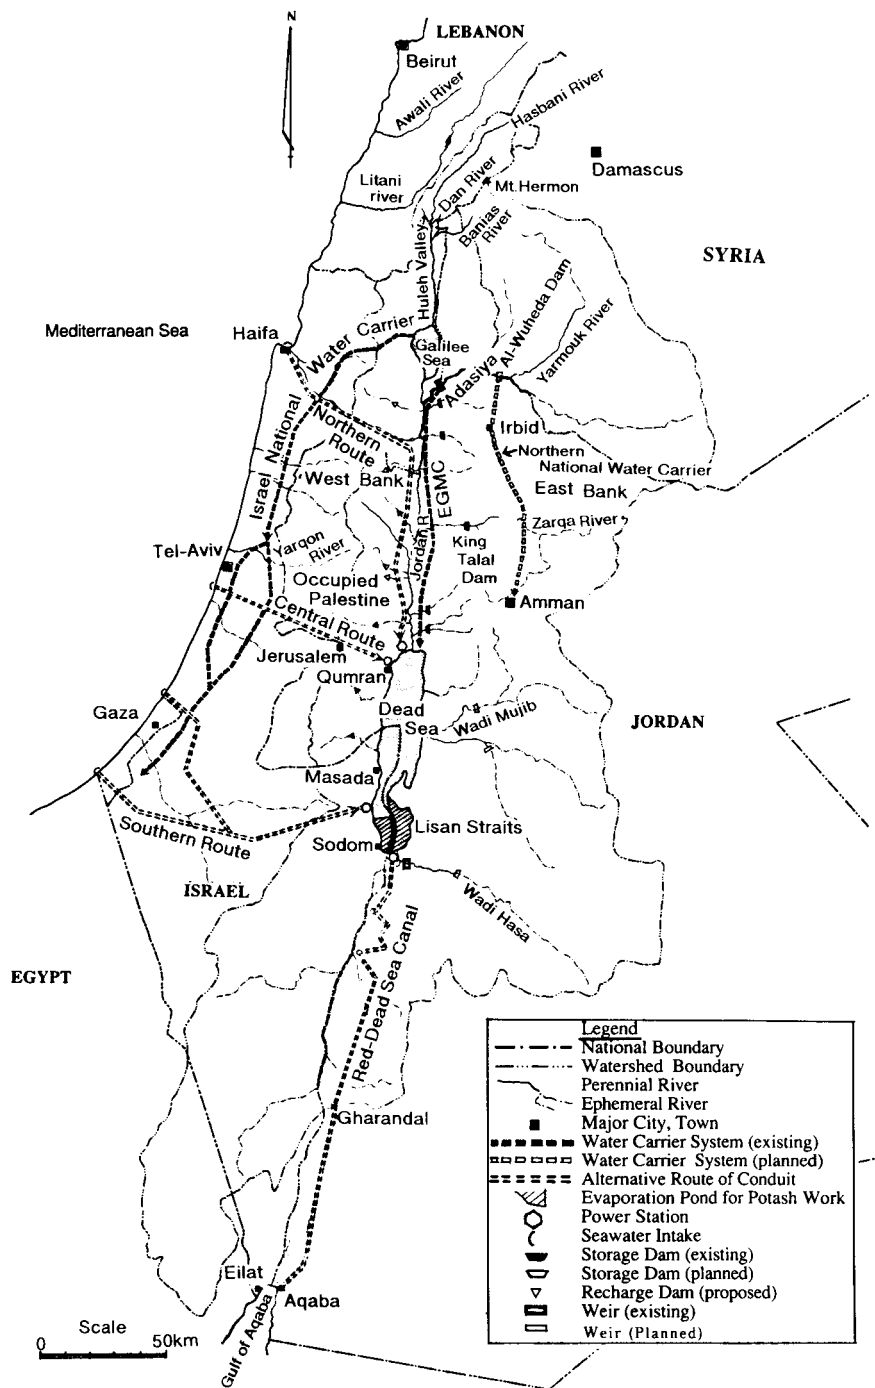 N
LEBANON
Beirut
Awali River
Hasbani River
Damascus
Litani
river
Dan River
Mt. Hermon
Banias
River
Huleh Valley
SYRIA
Mediterranean Sea
Haifa
Water Carrier
Galilee
Sea
Al-Wuheda Dam
Yarmouk River
Adasiya
Israel National
Northern
Route
Irbid
Northern
National Water Carrier
West Bank
EGMC
East Bank
Jordan R.
Zarqa River
Tel-Aviv
Yarqon
River
King
Talal
Dam
Occupied
Palestine
Amman
Central Route
Jerusalem
Qumran
Gaza
Dead
Sea
Wadi Mujib
JORDAN
Masada
Southern Route
Lisan Straits
Sodom
ISRAEL
Wadi Hasa
EGYPT
Red-Dead Sea Canal
Gharandal
Eilat
Aqaba
Gulf of Aqaba
Scale
0 50km
Legend
National Boundary
Watershed Boundary
Perennial River
Ephemeral River
Major City, Town
Water Carrier System (existing)
Water Carrier System (planned)
Alternative Route of Conduit
Evaporation Pond for Potash Work
Power Station
Seawater Intake
Storage Dam (existing)
Storage Dam (planned)
Recharge Dam (proposed)
Weir (existing)
Weir (Planned)